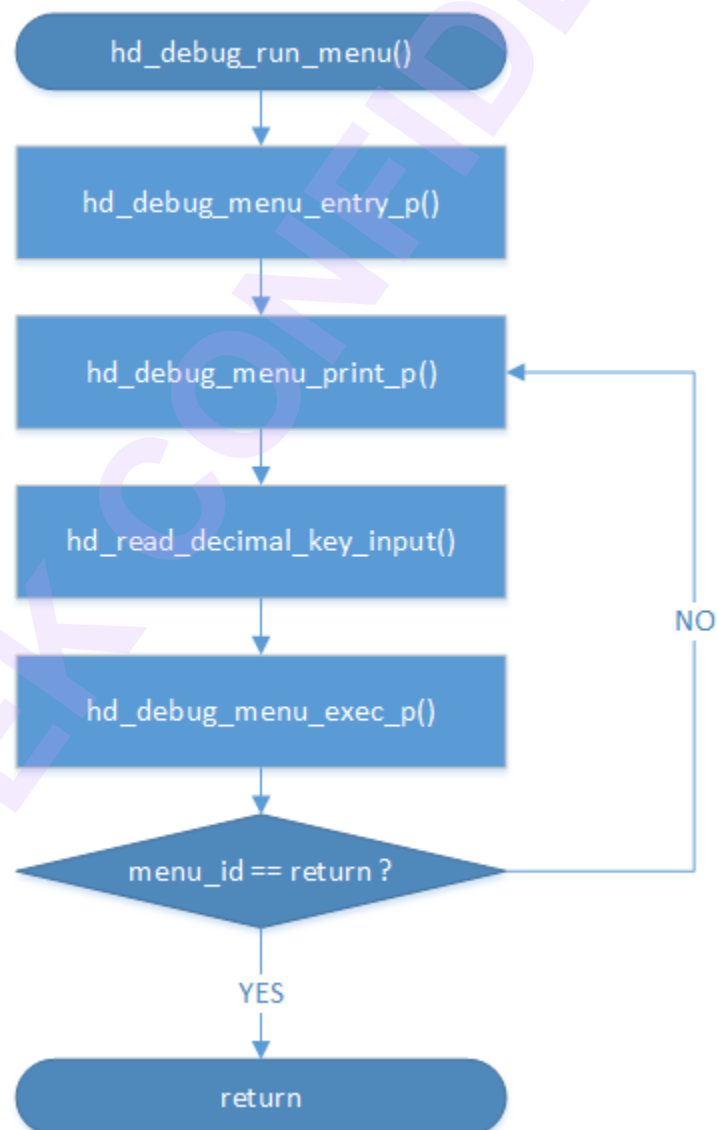 hd_debug_run_menu()
hd_debug_menu_entry_p()
hd_debug_menu_print_p()
hd_read_decimal_key_input()
NO
hd_debug_menu_exec_p()
menu_id == return ?
YES
return